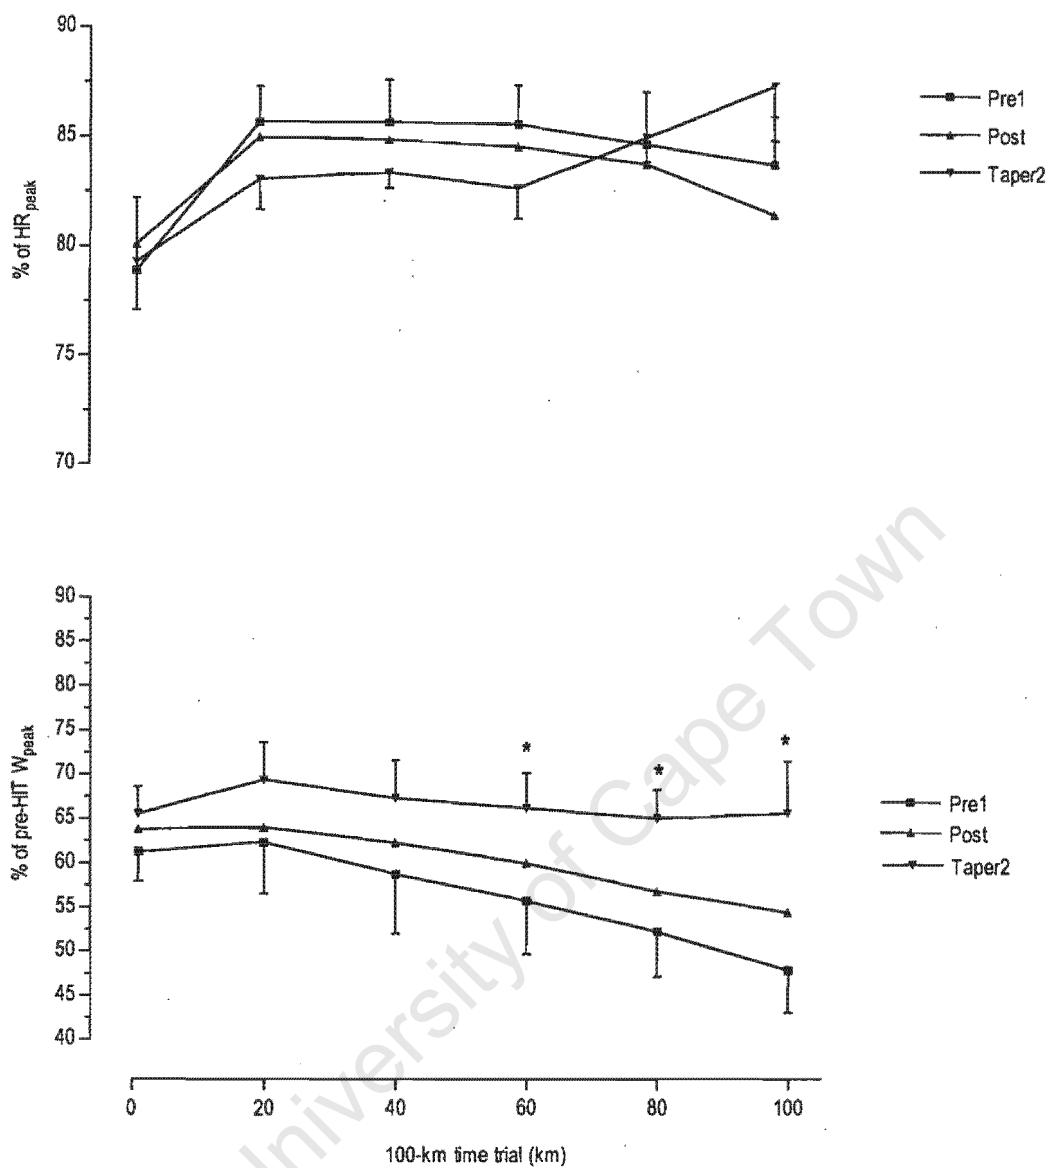 90
85
80
75
70
% of HRpeak
Pre1
Post
Taper2
90
85
80
75
70
65
60
55
50
45
40
% of pre-HIT Wpeak
* * *
Pre1
Post
Taper2
0 20 40 60 80 100
100-km time trial (km)
University of Cape Town